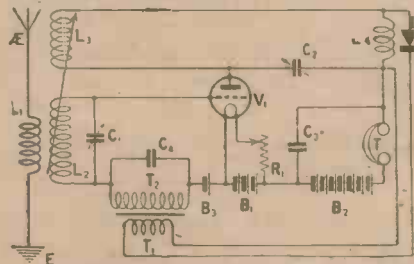 Æ
L₃
L4
C₂
V₁
L₁
C₁
C₄
C₃
T
L₂
T₂
R₁
B₃
B₁
B₂
T₁
E